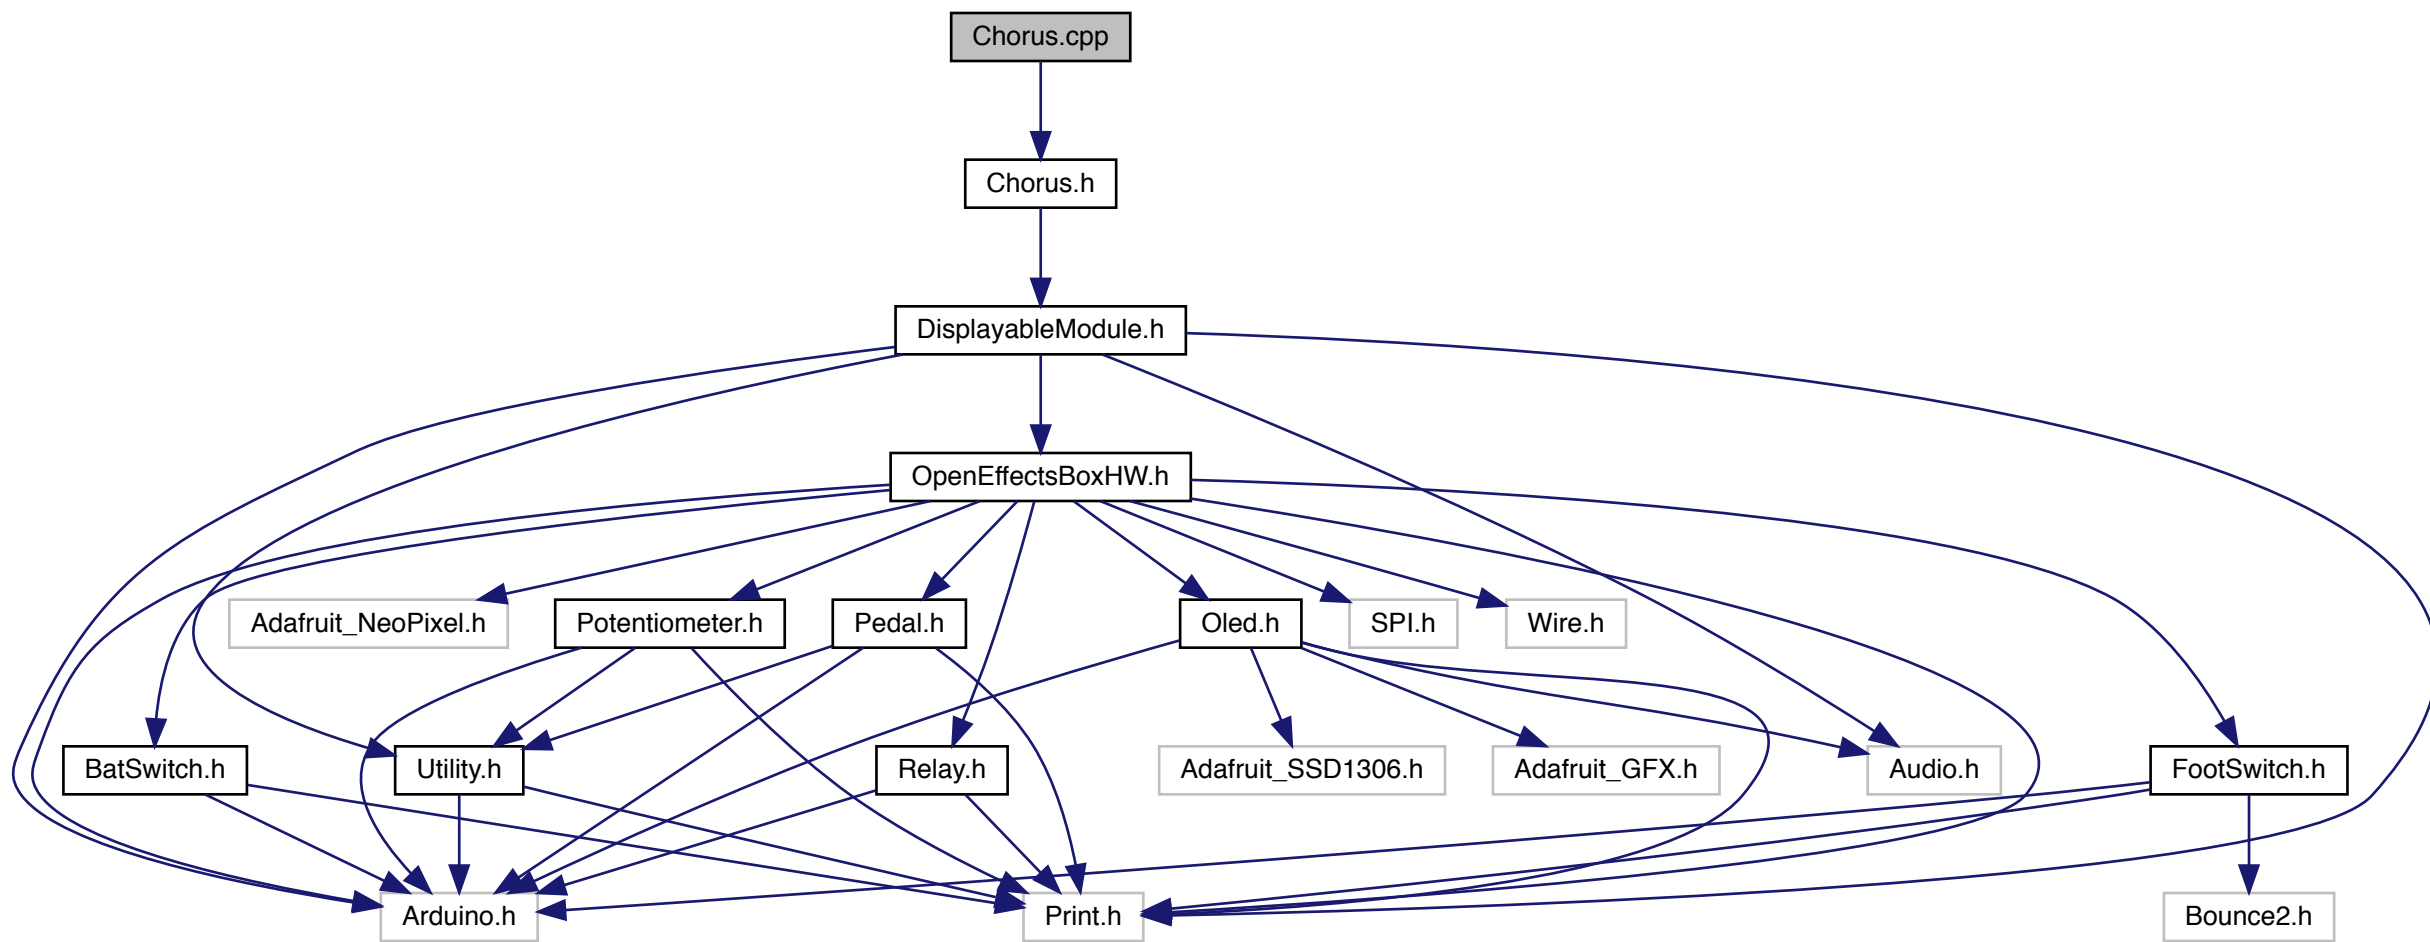 Chorus.cpp
Chorus.h
DisplayableModule.h
OpenEffectsBoxHW.h
Adafruit_NeoPixel.h
Potentiometer.h
Pedal.h
Oled.h
SPI.h
Wire.h
BatSwitch.h
Utility.h
Relay.h
Adafruit_SSD1306.h
Adafruit_GFX.h
Audio.h
FootSwitch.h
Arduino.h
Print.h
Bounce2.h